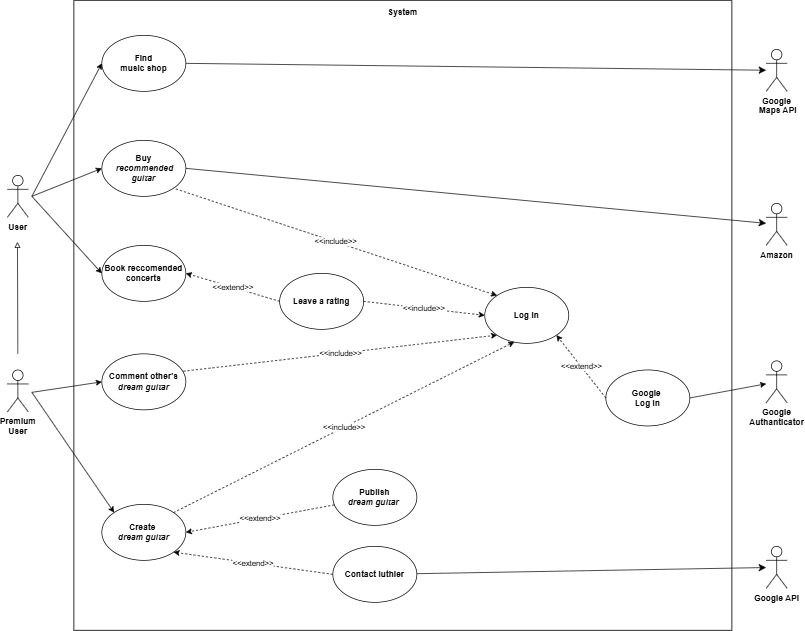 System
Find
music shop
Google
Maps API
Buy
recommended
guitar
User
<<include>>
Amazon
Book reccomended
concerts
<<extend>>
Leave a rating
<<include>>
Log in
<<include>>
<<extend>>
Comment other's
dream guitar
Premium
User
Google
Log in
Google
Authanticator
<<include>>
Publish
dream guitar
<<extend>>
Create
dream guitar
<<extend>>
Contact luthier
Google API